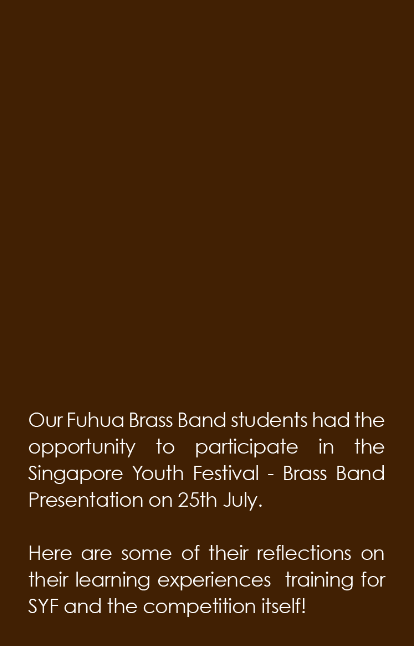 Our Fuhua Brass Band students had the
opportunity to participate in the
Singapore Youth Festival - Brass Band
Presentation on 25th July.
Here are some of their reflections on
their learning experiences training for
SYF and the competition itself!